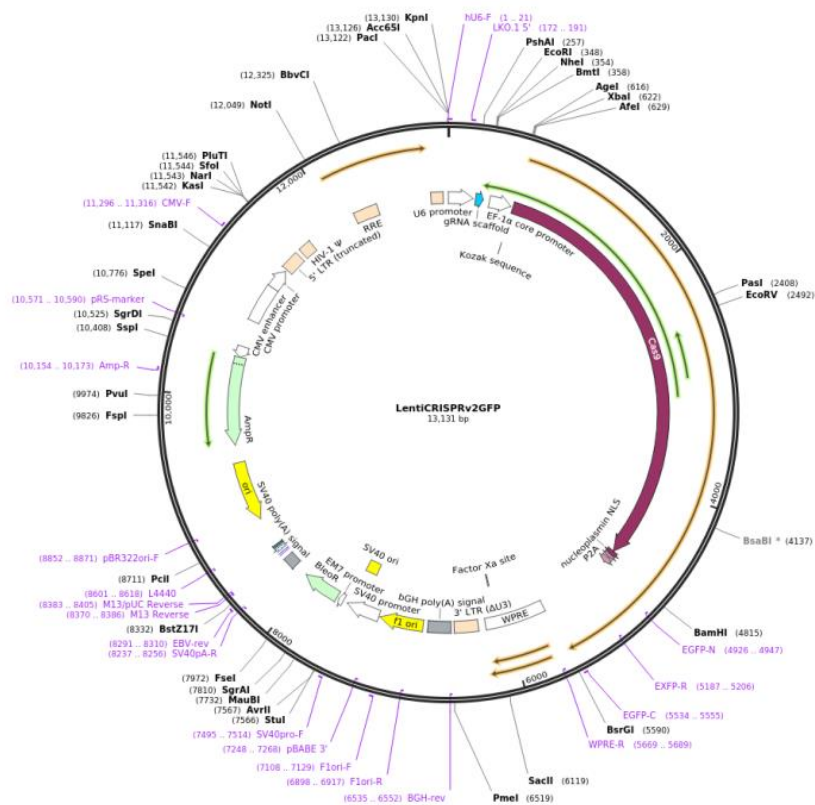 (13,130) KpnI
(13,126) Acc65I
(13,122) PacI
(12,325) BbvCI
(12,049) NotI
(11,546) PluTI
(11,544) SfoI
(11,543) NarI
(11,542) KasI
(11,296 .. 11,316) CMV-F
(11,117) SnaBI
(10,776) SpeI
(10,571 .. 10,590) pRS-marker
(10,525) SgrDI
(10,408) SspI
(10,154 .. 10,173) Amp-R
(9974) PvuI
(9826) FspI
(8852 .. 8871) pBR322ori-F
(8711) PciI
(8601 .. 8618) L4440
(8383 .. 8405) M13/pUC Reverse
(8370 .. 8386) M13 Reverse
(8332) BstZ17I
(8291 .. 8310) EBV-rev
(8237 .. 8256) SV40pA-R
(7972) FseI
(7810) SgrAI
(7732) MauBI
(7567) AvrII
(7566) StuI
(7495 .. 7514) SV40pro-F
(7248 .. 7268) pBABE 3'
(7108 .. 7129) F1ori-F
(6898 .. 6917) F1ori-R
(6535 .. 6552) BGH-rev
hU6-F (1 .. 21)
LKO.1 5' (172 .. 191)
PshAI (257)
EcoRI (348)
NheI (354)
BmtI (358)
AgeI (616)
XbaI (622)
AfeI (629)
PasI (2408)
EcoRV (2492)
BsaBI * (4137)
BamHI (4815)
EGFP-N (4926 .. 4947)
EXFP-R (5187 .. 5206)
EGFP-C (5534 .. 5555)
BsrGI (5590)
WPRE-R (5669 .. 5689)
SacII (6119)
PmeI (6519)
2000
4000
6000
8000
10,000
12,000
U6 promoter
gRNA scaffold
EF-1α core promoter
Kozak sequence
Cas9
nucleoplasmin NLS
P2A
Factor Xa site
WPRE
3' LTR (ΔU3)
bGH poly(A) signal
f1 ori
SV40 promoter
SV40 ori
EM7 promoter
BleoR
SV40 poly(A) signal
ori
AmpR
CMV enhancer
CMV promoter
5' LTR (truncated)
HIV-1 Ψ
RRE
LentiCRISPRv2GFP
13,131 bp